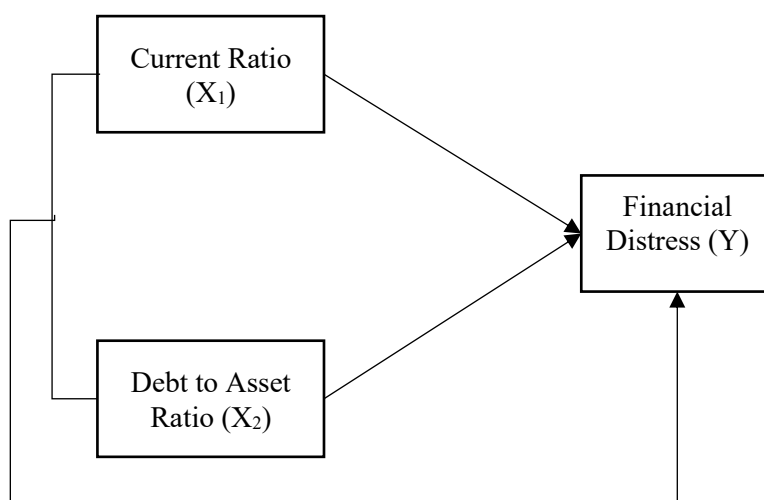 Current Ratio
(X₁)
Financial
Distress (Y)
Debt to Asset
Ratio (X₂)